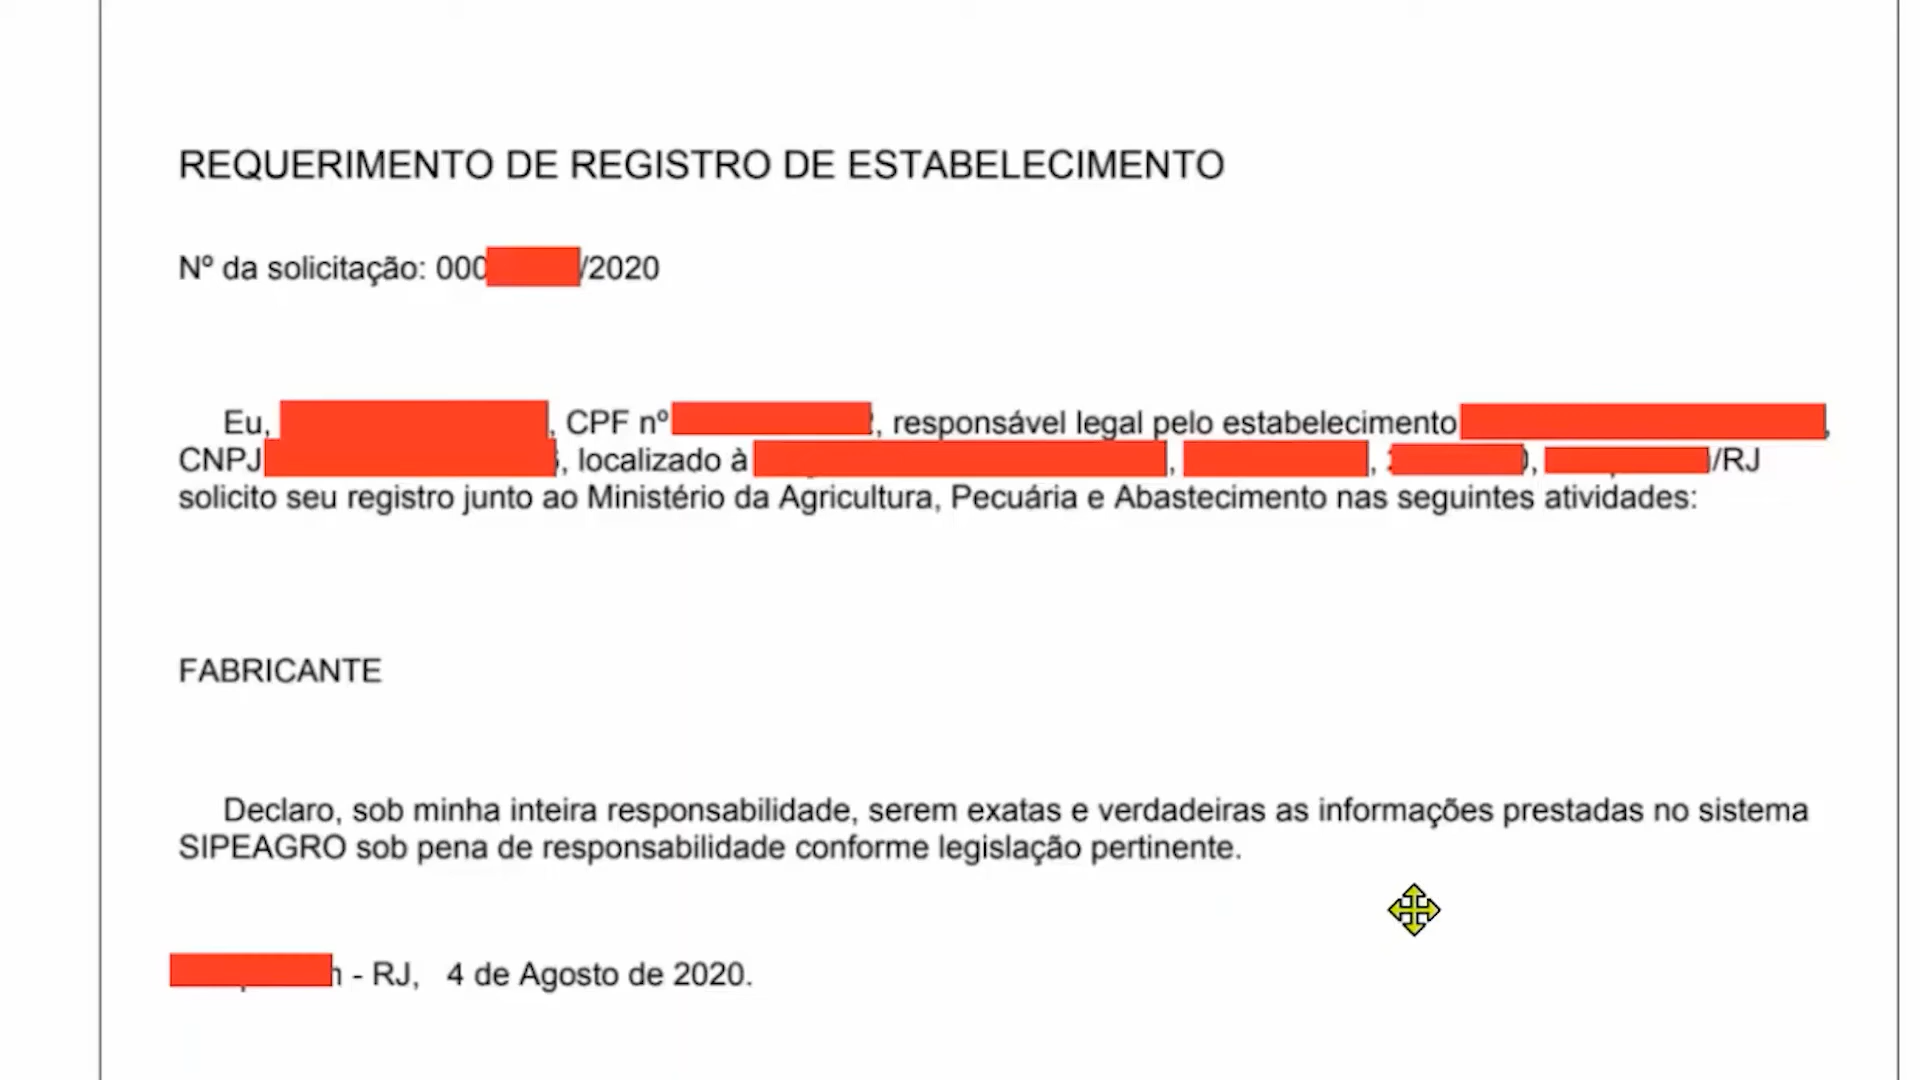 REQUERIMENTO DE REGISTRO DE ESTABELECIMENTO
Nº da solicitação: 000 /2020
Eu, , CPF nº , responsável legal pelo estabelecimento ,
CNPJ , localizado à , , , /RJ
solicito seu registro junto ao Ministério da Agricultura, Pecuária e Abastecimento nas seguintes atividades:
FABRICANTE
Declaro, sob minha inteira responsabilidade, serem exatas e verdadeiras as informações prestadas no sistema
SIPEAGRO sob pena de responsabilidade conforme legislação pertinente.
- RJ, 4 de Agosto de 2020.